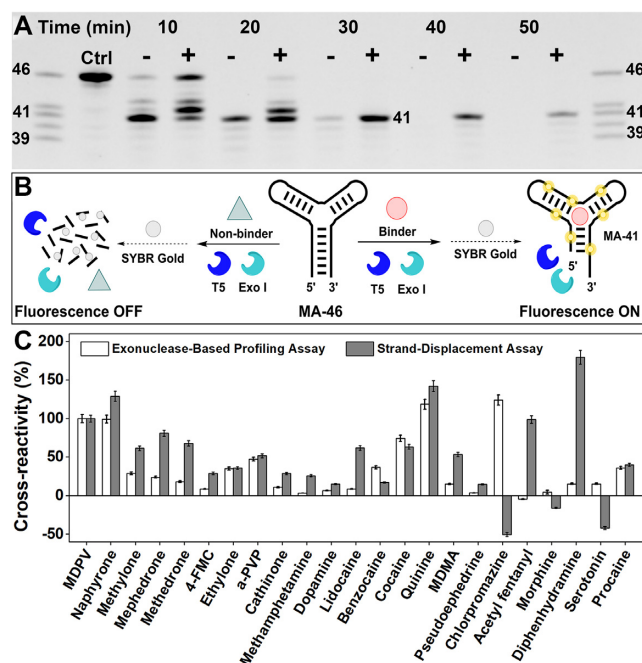 A Time (min) 10 20 30 40 50
Ctrl - + - + - + - + - +
46 46
41 41 41
39 39
B
Non-binder Binder MA-41
SYBR Gold SYBR Gold
T5 Exo I 5' 3' T5 Exo I 5' 3'
Fluorescence OFF MA-46 Fluorescence ON
C
Exonuclease-Based Profiling Assay Strand-Displacement Assay
Cross-reactivity (%)
200
150
100
50
0
-50
MDPV
Naphyrone
Methylone
Mephedrone
Methedrone
4-FMC
Ethylone
a-PVP
Cathinone
Methamphetamine
Dopamine
Lidocaine
Benzocaine
Cocaine
Quinine
MDMA
Pseudoephedrine
Chlorpromazine
Acetyl fentanyl
Morphine
Diphenhydramine
Serotonin
Procaine